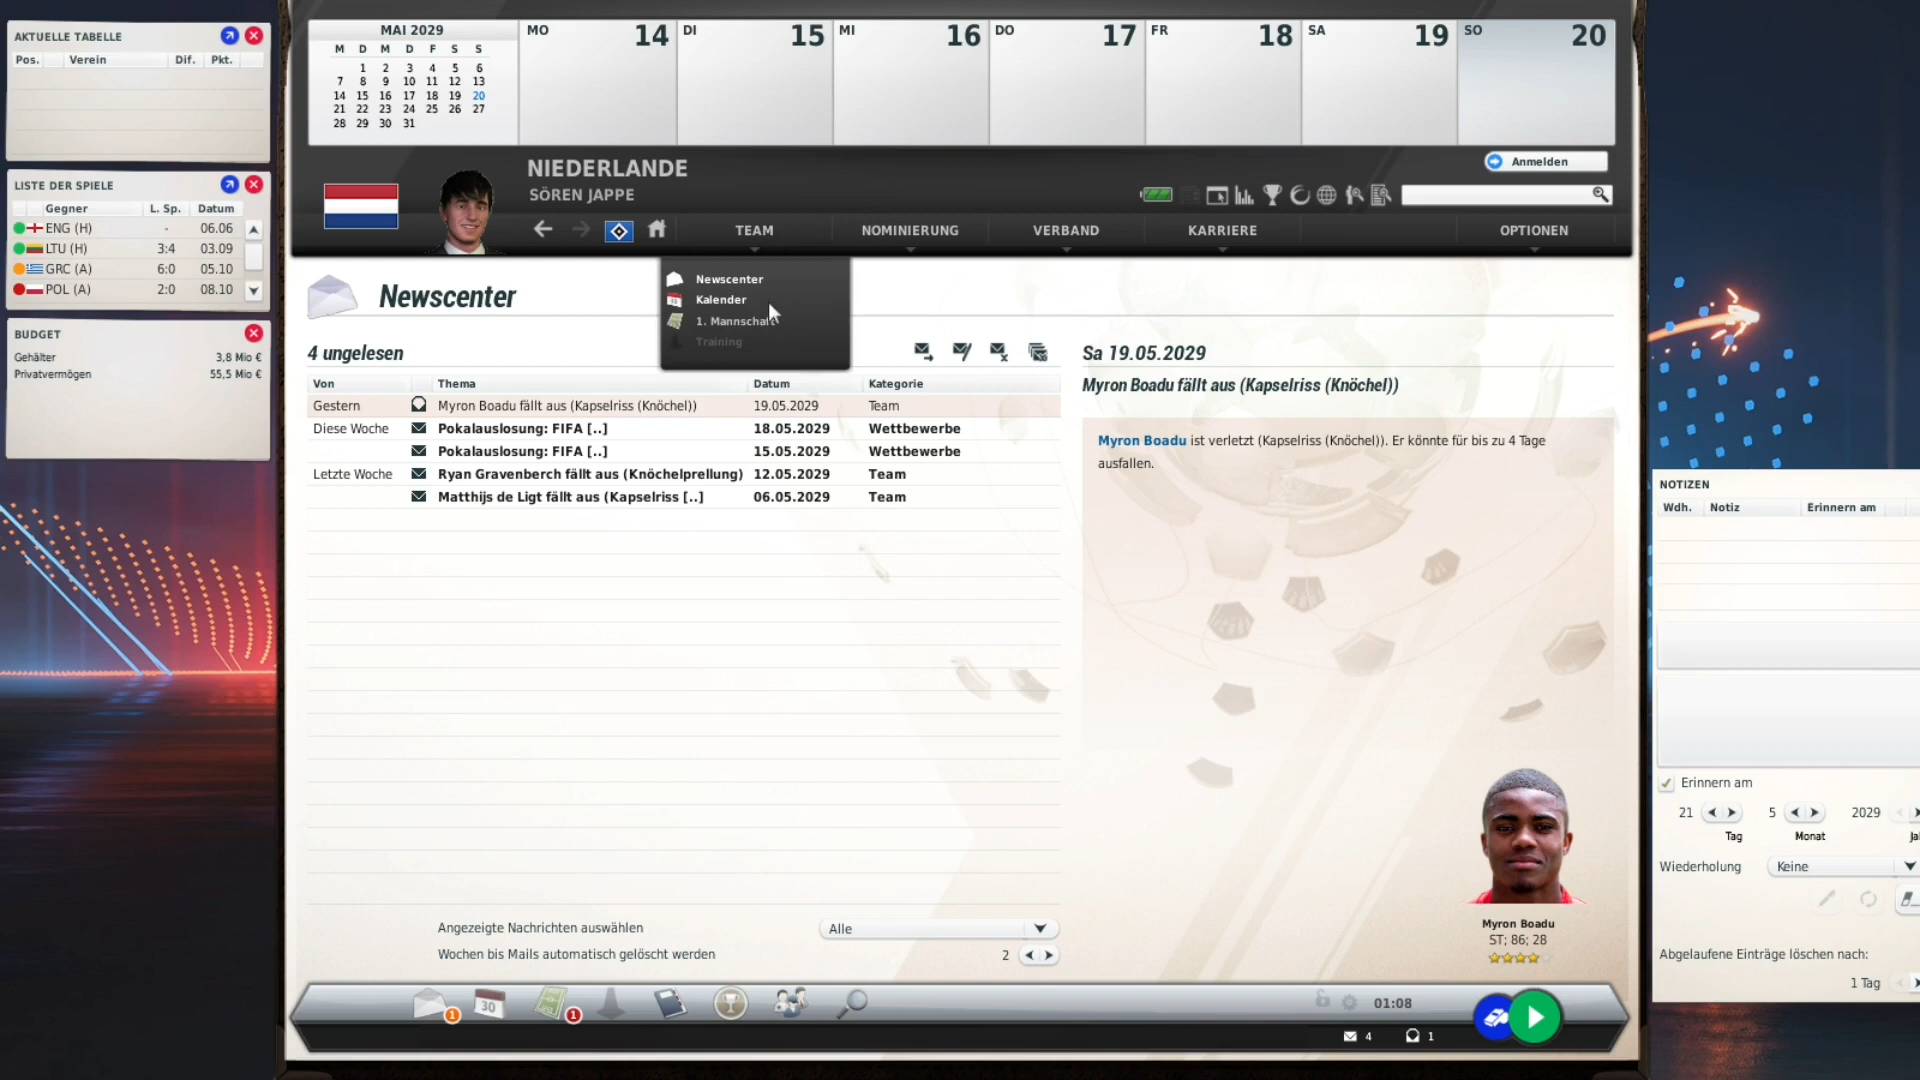 AKTUELLE TABELLE
Pos. Verein Dif. Pkt.
LISTE DER SPIELE
Gegner L. Sp. Datum
ENG (H) - 06.06
LTU (H) 3:4 03.09
GRC (A) 6:0 05.10
POL (A) 2:0 08.10
BUDGET
Gehälter 3,8 Mio €
Privatvermögen 55,5 Mio €
MAI 2029
M D M D F S S
1 2 3 4 5 6
7 8 9 10 11 12 13
14 15 16 17 18 19 20
21 22 23 24 25 26 27
28 29 30 31
MO 14 DI 15 MI 16 DO 17 FR 18 SA 19 SO 20
NIEDERLANDE
SÖREN JAPPE
Anmelden
TEAM NOMINIERUNG VERBAND KARRIERE OPTIONEN
Newscenter
Kalender
1. Mannschaft
Training
Newscenter
4 ungelesen
Von Thema Datum Kategorie
Gestern Myron Boadu fällt aus (Kapselriss (Knöchel)) 19.05.2029 Team
Diese Woche Pokalauslosung: FIFA [..] 18.05.2029 Wettbewerbe
Pokalauslosung: FIFA [..] 15.05.2029 Wettbewerbe
Letzte Woche Ryan Gravenberch fällt aus (Knöchelprellung) 12.05.2029 Team
Matthijs de Ligt fällt aus (Kapselriss [..] 06.05.2029 Team
Sa 19.05.2029
Myron Boadu fällt aus (Kapselriss (Knöchel))
Myron Boadu ist verletzt (Kapselriss (Knöchel)). Er könnte für bis zu 4 Tage
ausfallen.
Myron Boadu
ST; 86; 28
Angezeigte Nachrichten auswählen Alle
Wochen bis Mails automatisch gelöscht werden 2
1 30 1 01:08
4 1
NOTIZEN
Wdh. Notiz Erinnern am
Erinnern am
21 5 2029
Tag Monat
Wiederholung Keine
Abgelaufene Einträge löschen nach:
1 Tag